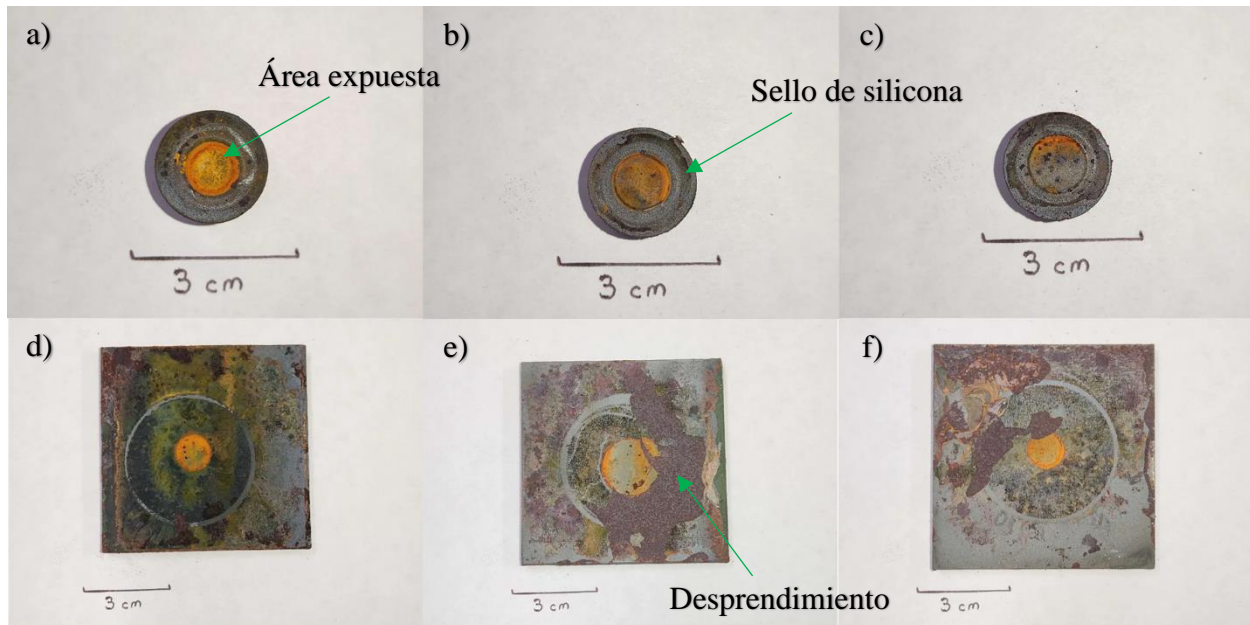 a)
Área expuesta
3 cm
b)
Sello de silicona
3 cm
c)
3 cm
d)
3 cm
e)
Desprendimiento
3 cm
f)
3 cm